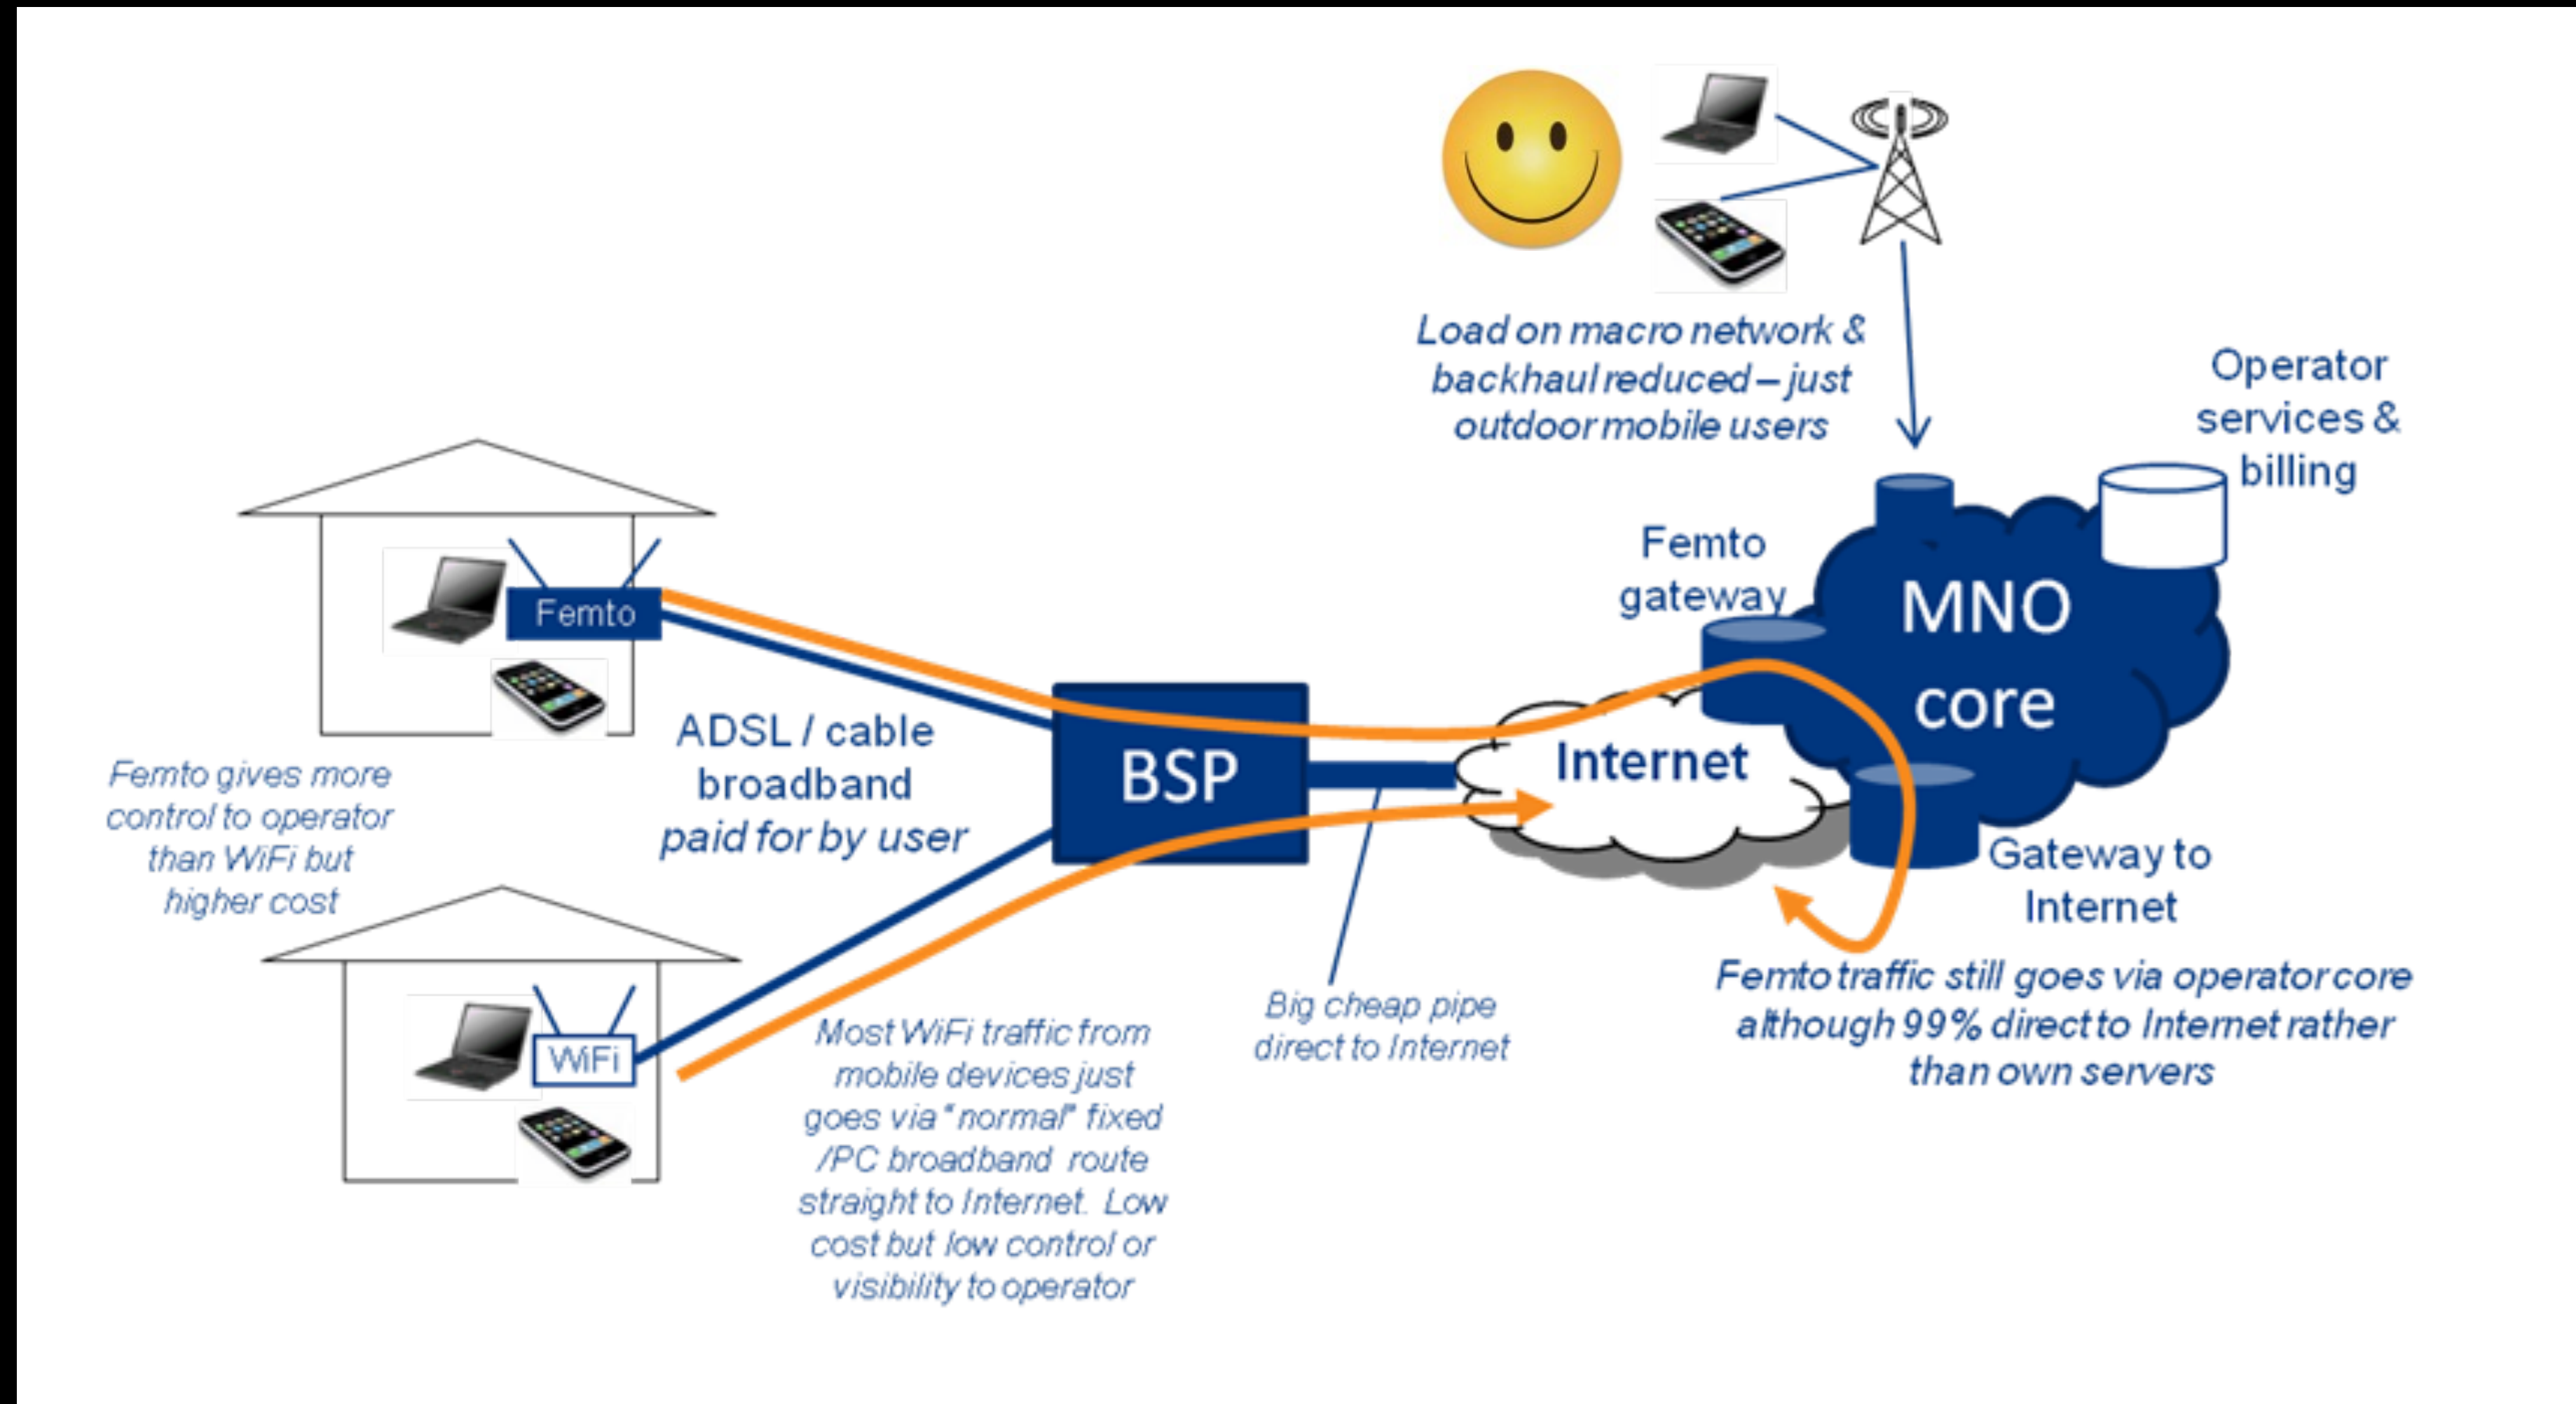 Load on macro network &
backhaul reduced – just
outdoor mobile users
Operator
services &
billing
Femto
gateway
MNO
core
Femto
Femto gives more
control to operator
than WiFi but
higher cost
ADSL / cable
broadband
paid for by user
BSP
Internet
Gateway to
Internet
Femto traffic still goes via operator core
although 99% direct to Internet rather
than own servers
Big cheap pipe
direct to Internet
WiFi
Most WiFi traffic from
mobile devices just
goes via "normal" fixed
/PC broadband route
straight to Internet. Low
cost but low control or
visibility to operator